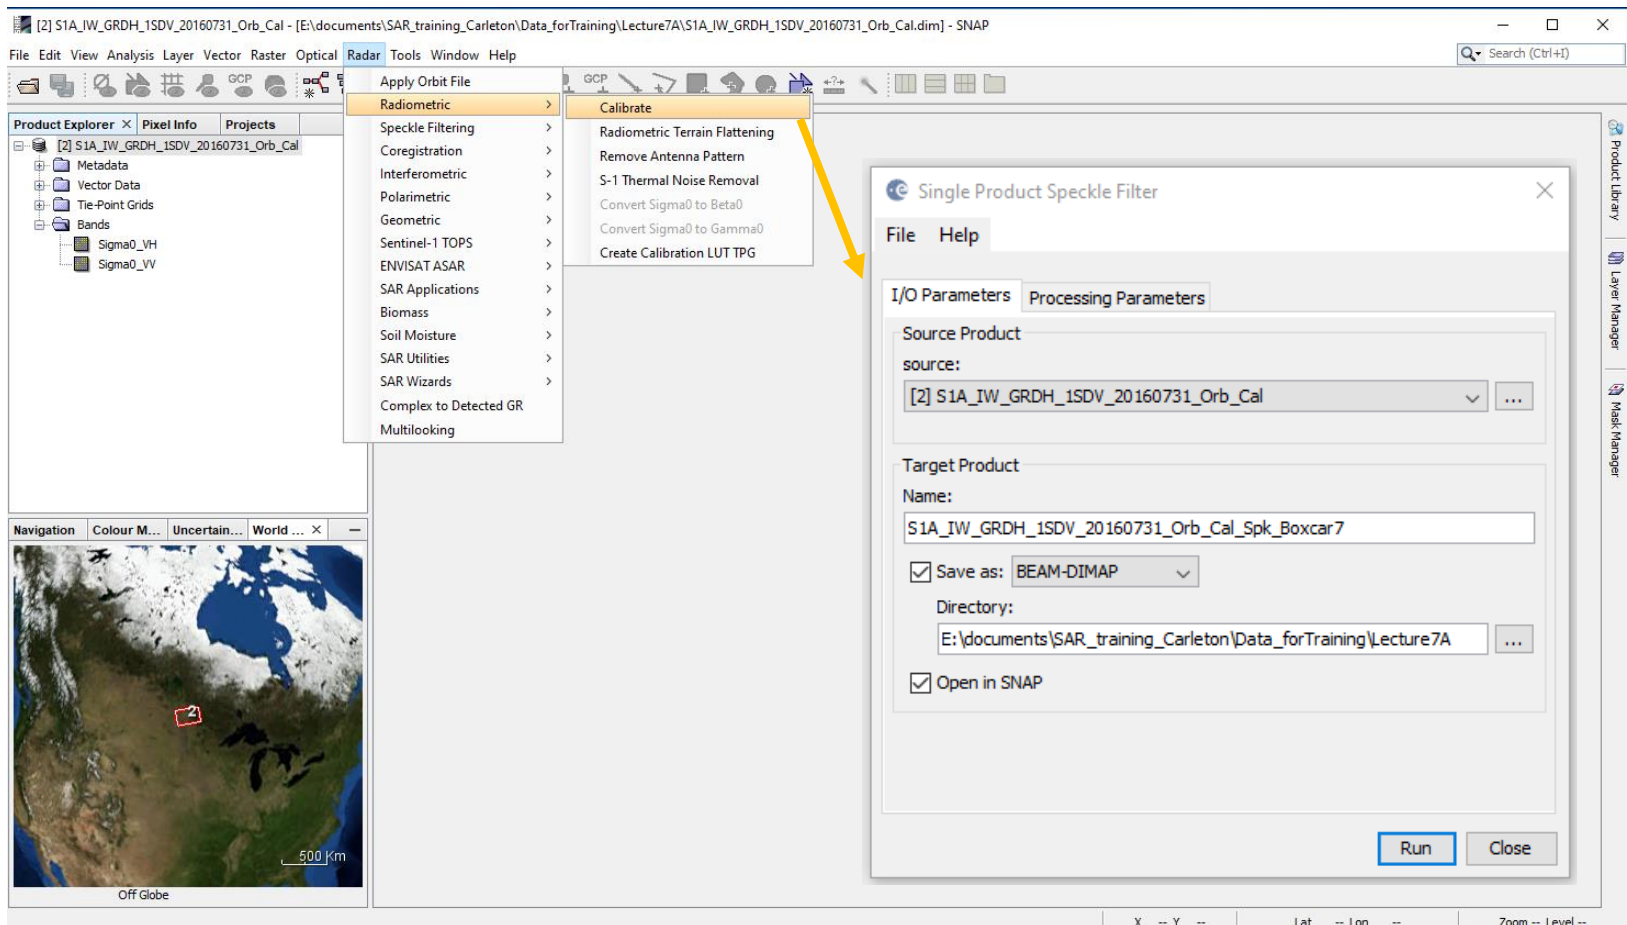 [2] S1A_IW_GRDH_1SDV_20160731_Orb_Cal - [E:\documents\SAR_training_Carleton\Data_forTraining\Lecture7A\S1A_IW_GRDH_1SDV_20160731_Orb_Cal.dim] - SNAP
File Edit View Analysis Layer Vector Raster Optical Radar Tools Window Help
Search (Ctrl+I)
GCP
GCP
Apply Orbit File
Radiometric
Speckle Filtering
Coregistration
Interferometric
Polarimetric
Geometric
Sentinel-1 TOPS
ENVISAT ASAR
SAR Applications
Biomass
Soil Moisture
SAR Utilities
SAR Wizards
Complex to Detected GR
Multilooking
Calibrate
Radiometric Terrain Flattening
Remove Antenna Pattern
S-1 Thermal Noise Removal
Convert Sigma0 to Beta0
Convert Sigma0 to Gamma0
Create Calibration LUT TPG
Product Explorer Pixel Info Projects
[2] S1A_IW_GRDH_1SDV_20160731_Orb_Cal
Metadata
Vector Data
Tie-Point Grids
Bands
Sigma0_VH
Sigma0_VV
Navigation Colour M... Uncertain... World ...
2
500 Km
Off Globe
Single Product Speckle Filter
File Help
I/O Parameters Processing Parameters
Source Product
source:
[2] S1A_IW_GRDH_1SDV_20160731_Orb_Cal
...
Target Product
Name:
S1A_IW_GRDH_1SDV_20160731_Orb_Cal_Spk_Boxcar7
Save as: BEAM-DIMAP
Directory:
E:\documents\SAR_training_Carleton\Data_forTraining\Lecture7A
...
Open in SNAP
Run Close
Product Library
Layer Manager
Mask Manager
X -- Y -- Lat -- Lon -- Zoom -- Level --